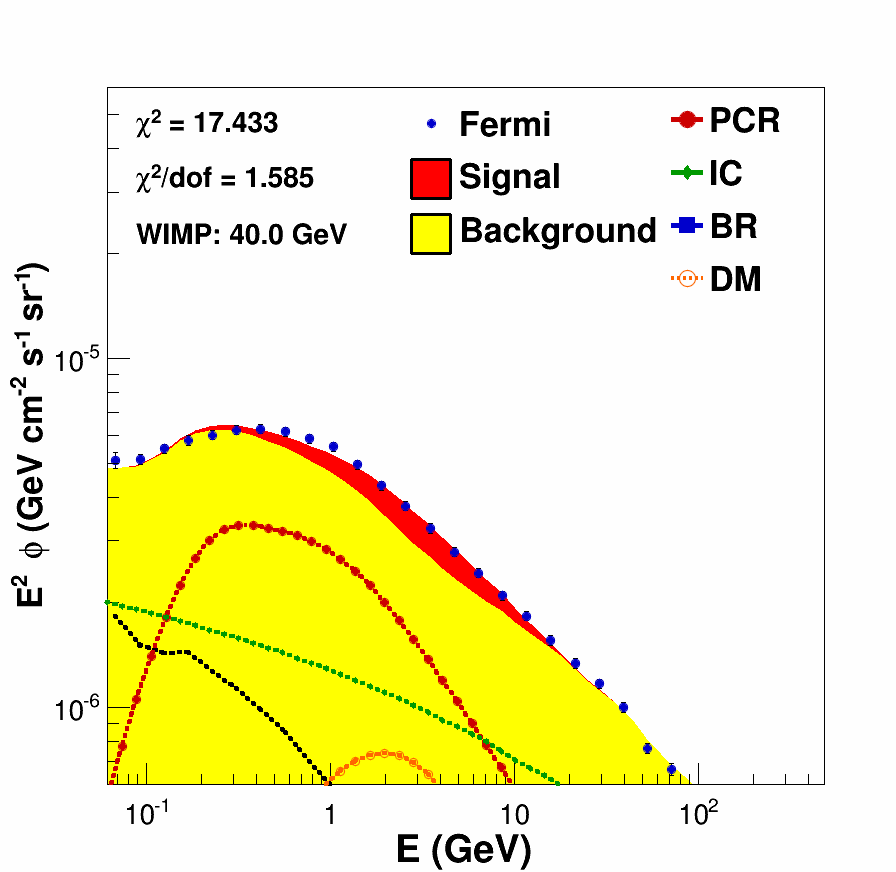 χ² = 17.433
χ²/dof = 1.585
WIMP: 40.0 GeV
Fermi
Signal
Background
PCR
IC
BR
DM
E² ϕ (GeV cm⁻² s⁻¹ sr⁻¹)
10⁻⁵
10⁻⁶
10⁻¹
1
10
10²
E (GeV)